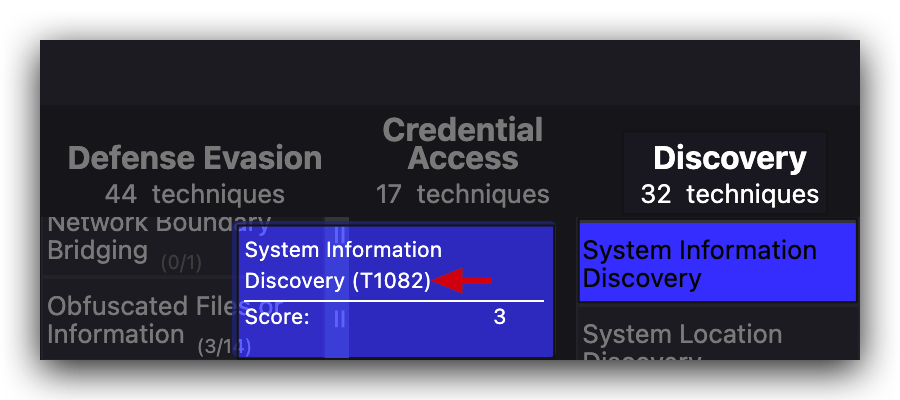 Defense Evasion
44 techniques
Credential
Access
17 techniques
Discovery
32 techniques
Network Boundary
Bridging (0/1)
Obfuscated Files or
Information (3/14)
System Information
Discovery (T1082)
Score: 3
System Information
Discovery
System Location
Discovery